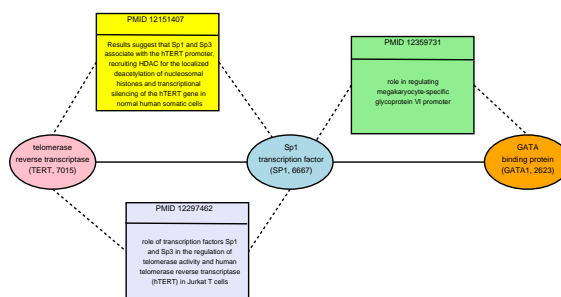 PMID 12151407
Results suggest that Sp1 and Sp3
associate with the hTERT promoter,
recruiting HDAC for the localized
deacetylation of nucleosomal
histones and transcriptional
silencing of the hTERT gene in
normal human somatic cells
PMID 12359731
role in regulating
megakaryocyte-specific
glycoprotein VI promoter
telomerase
reverse transcriptase
(TERT, 7015)
Sp1
transcription factor
(SP1, 6667)
GATA
binding protein
(GATA1, 2623)
PMID 12297462
role of transcription factors Sp1
and Sp3 in the regulation of
telomerase activity and human
telomerase reverse transcriptase
(hTERT) in Jurkat T cells